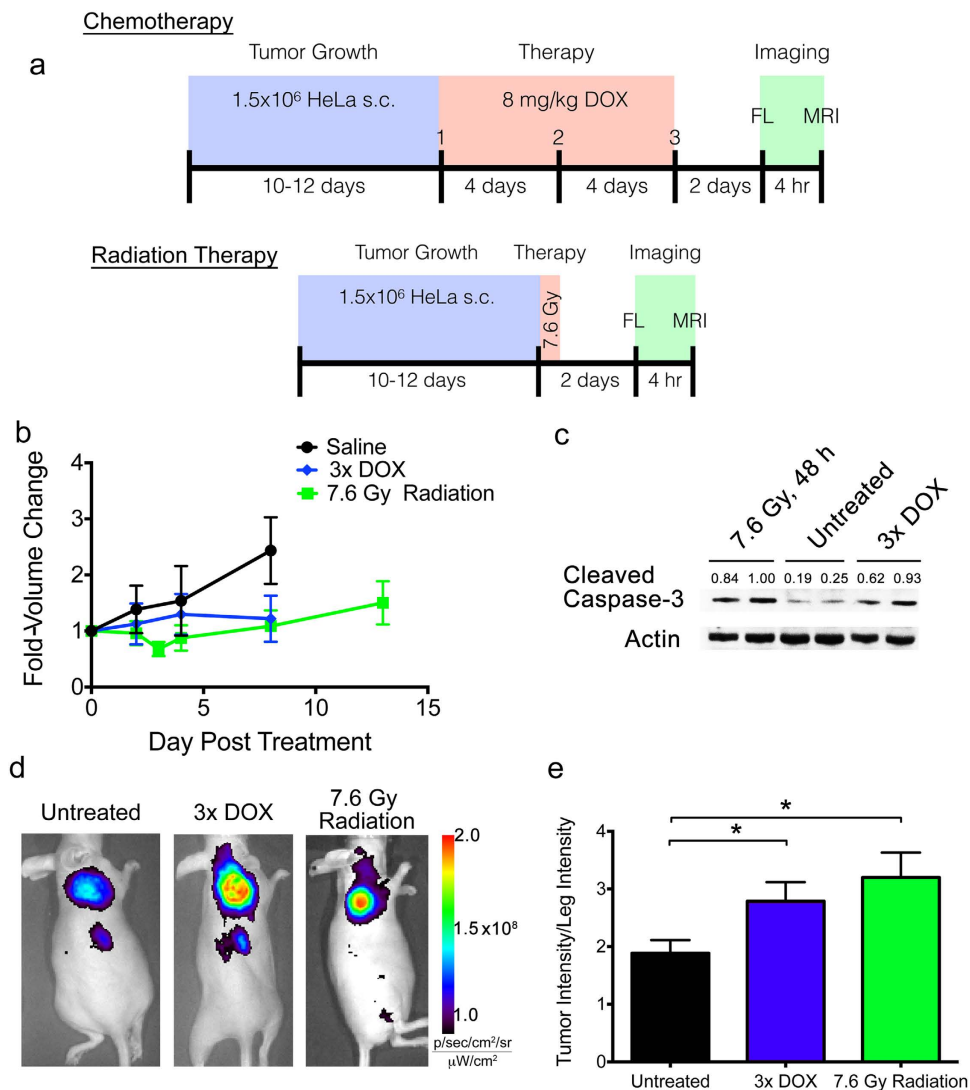 Chemotherapy
a
Tumor Growth Therapy Imaging
1.5x10⁶ HeLa s.c. 8 mg/kg DOX
FL MRI
1 2 3
10-12 days 4 days 4 days 2 days 4 hr
Radiation Therapy
Tumor Growth Therapy Imaging
1.5x10⁶ HeLa s.c.
7.6 Gy
FL MRI
10-12 days 2 days 4 hr
b
Saline
3x DOX
7.6 Gy Radiation
Fold-Volume Change
4
3
2
1
0
0 5 10 15
Day Post Treatment
c
7.6 Gy, 48 h
Untreated
3x DOX
Cleaved
Caspase-3
0.84 1.00 0.19 0.25 0.62 0.93
Actin
d
Untreated 3x DOX 7.6 Gy
Radiation
2.0
1.5x10⁸
1.0
p/sec/cm²/sr
μW/cm²
e
Tumor Intensity/Leg Intensity
4
3
2
1
0
*
*
Untreated 3x DOX 7.6 Gy Radiation